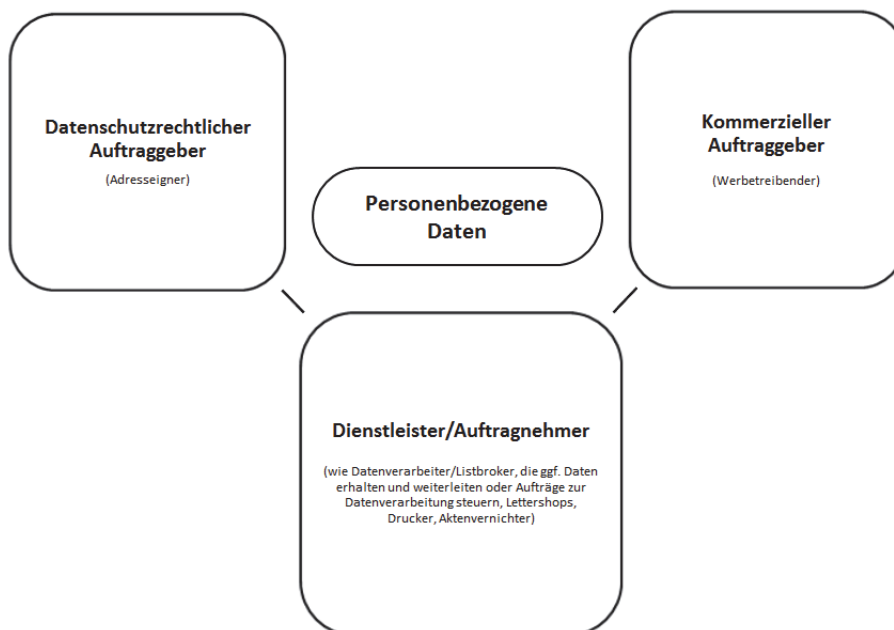 Datenschutzrechtlicher
Auftraggeber
(Adresseigner)
Kommerzieller
Auftraggeber
(Werbetreibender)
Personenbezogene
Daten
Dienstleister/Auftragnehmer
(wie Datenverarbeiter/Listbroker, die ggf. Daten
erhalten und weiterleiten oder Aufträge zur
Datenverarbeitung steuern, Lettershops,
Drucker, Aktenvernichter)